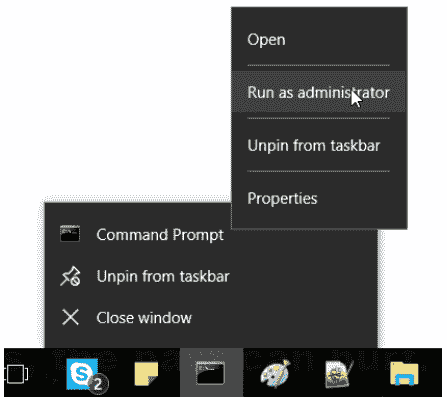 Open
Run as administrator
Unpin from taskbar
Properties
Command Prompt
Unpin from taskbar
Close window
2